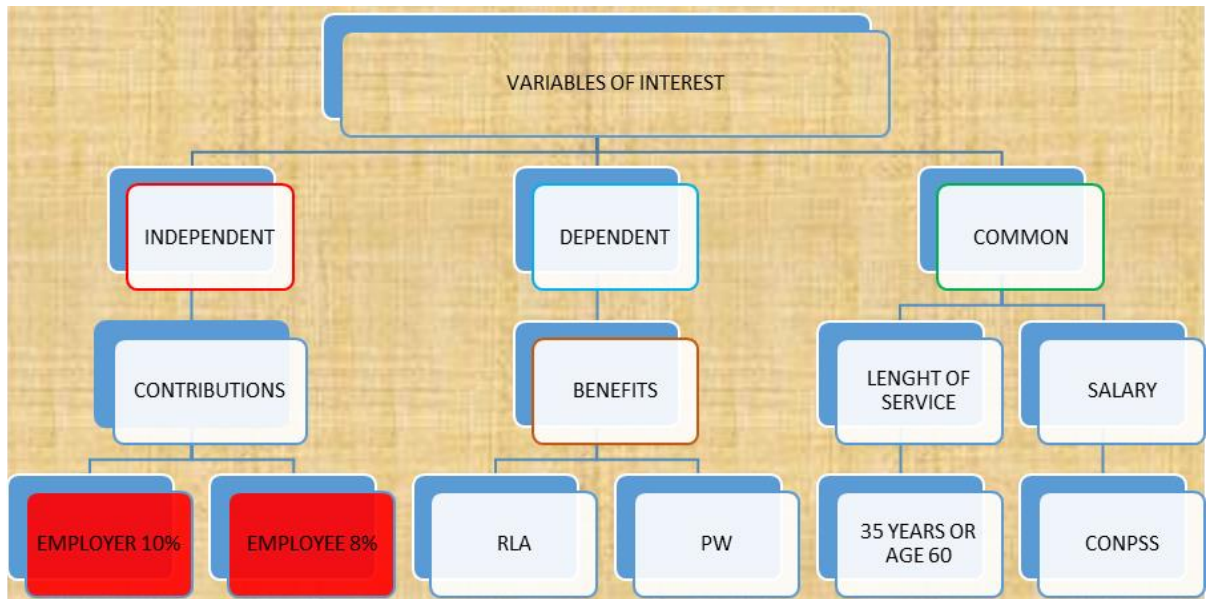 VARIABLES OF INTEREST
INDEPENDENT
DEPENDENT
COMMON
CONTRIBUTIONS
BENEFITS
LENGHT OF
SERVICE
SALARY
EMPLOYER 10%
EMPLOYEE 8%
RLA
PW
35 YEARS OR
AGE 60
CONPSS